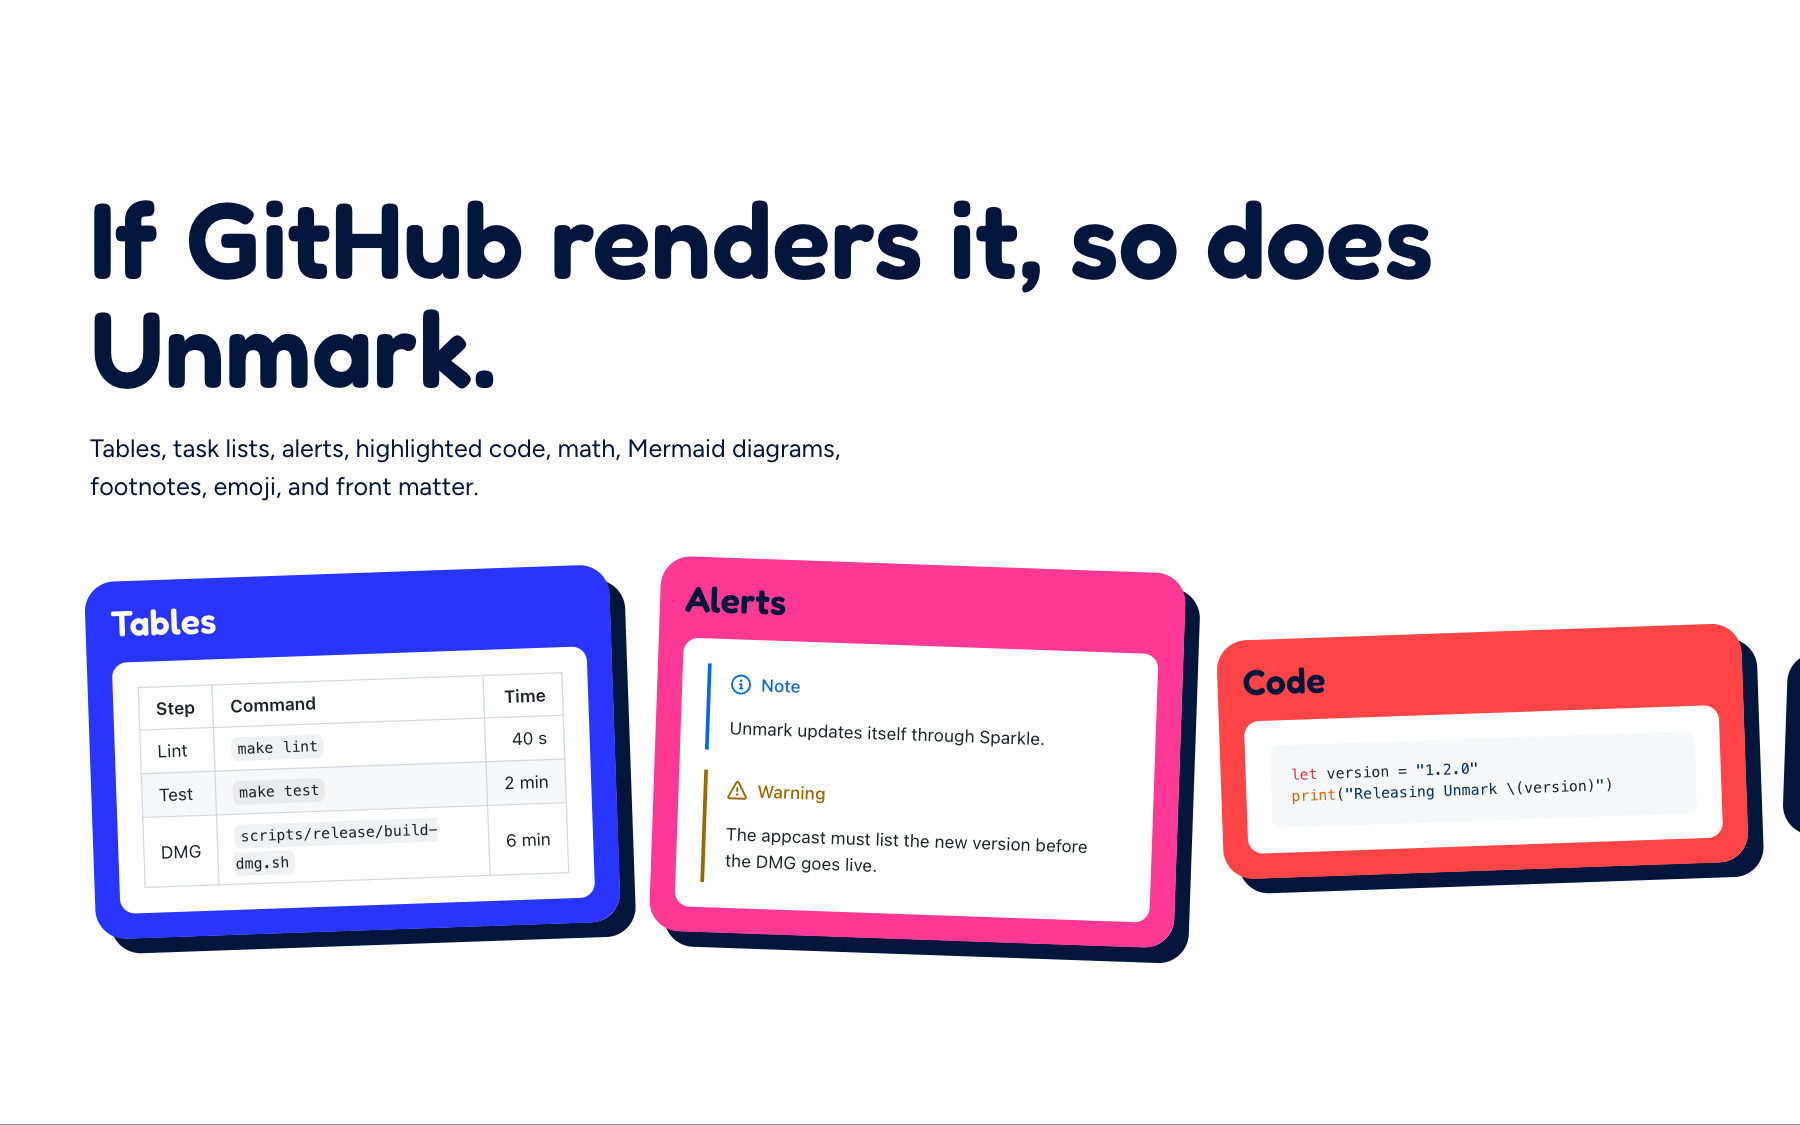 If GitHub renders it, so does
Unmark.
Tables, task lists, alerts, highlighted code, math, Mermaid diagrams,
footnotes, emoji, and front matter.
Tables
Step Command Time
Lint make lint 40 s
Test make test 2 min
DMG scripts/release/build-
dmg.sh 6 min
Alerts
Note
Unmark updates itself through Sparkle.
Warning
The appcast must list the new version before
the DMG goes live.
Code
let version = "1.2.0"
print("Releasing Unmark \(version)")